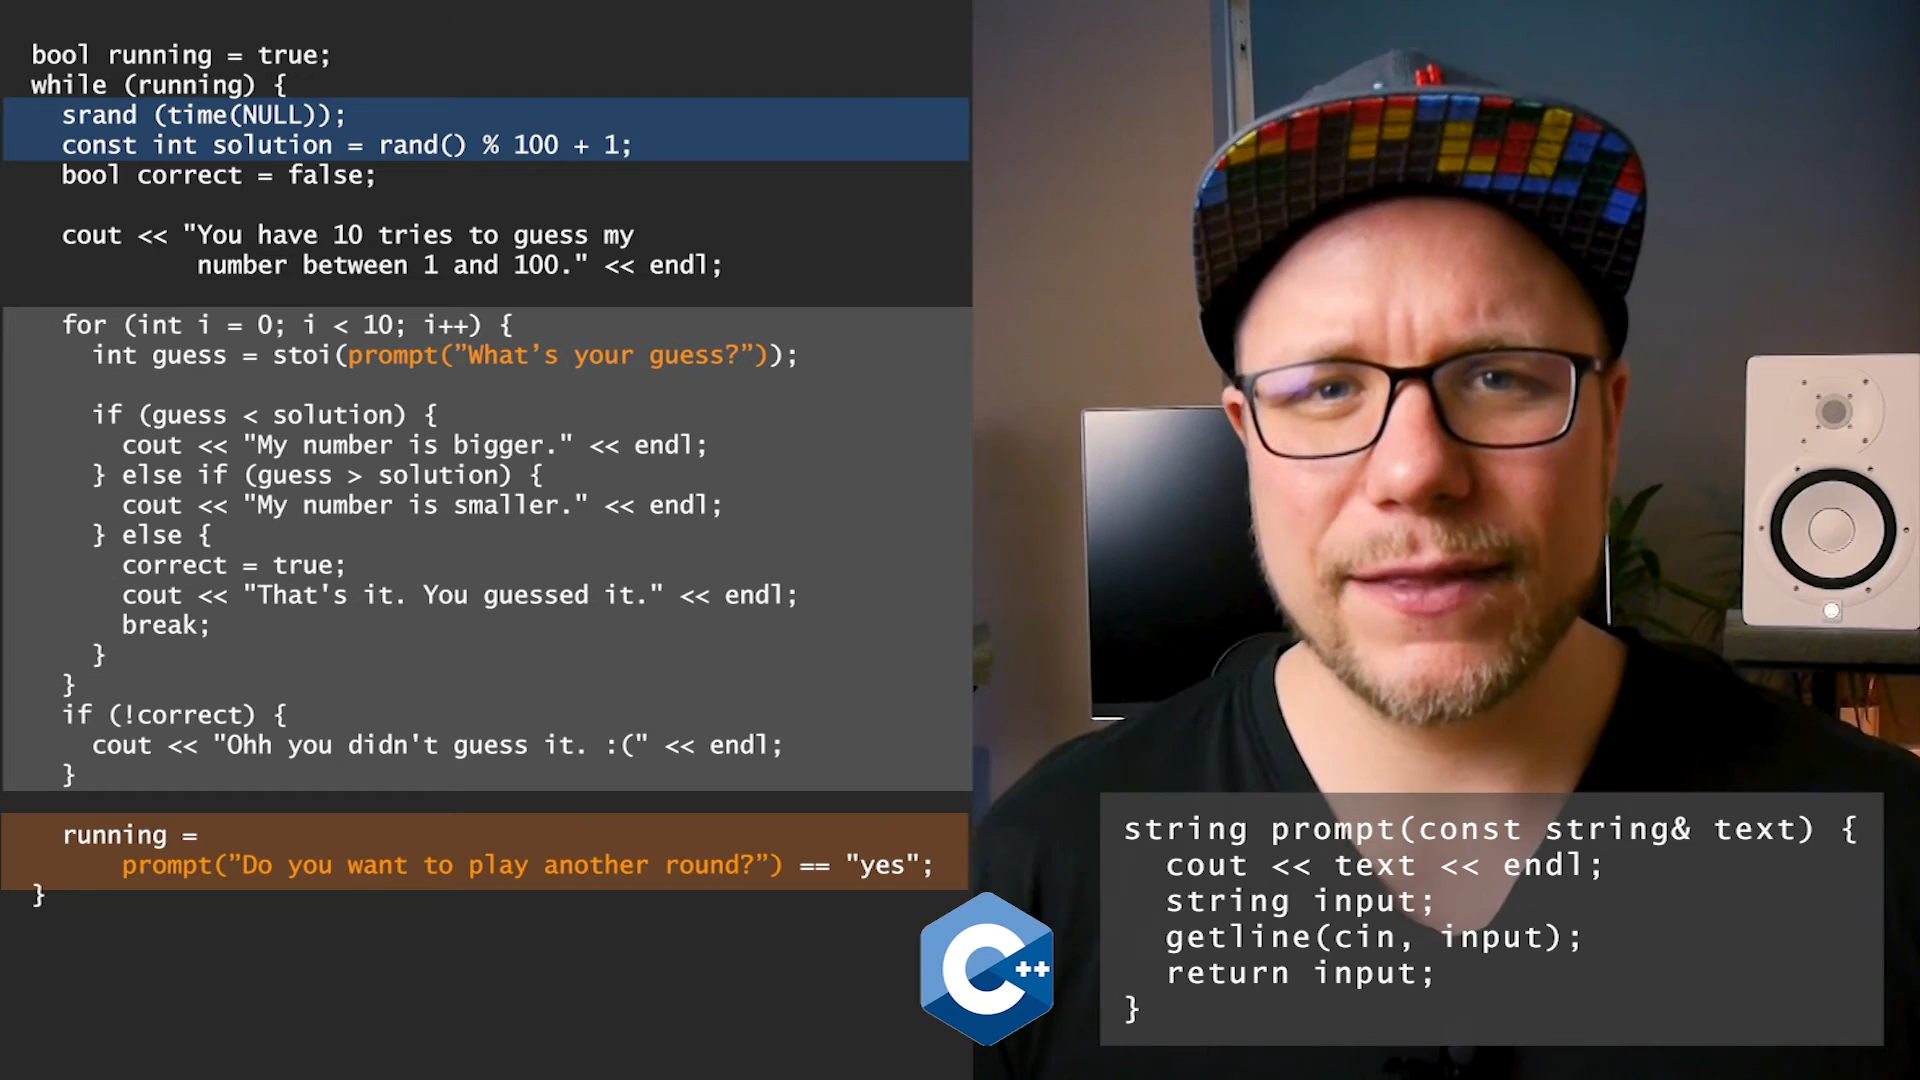 bool running = true;
while (running) {
srand (time(NULL));
const int solution = rand() % 100 + 1;
bool correct = false;
cout << "You have 10 tries to guess my
number between 1 and 100." << endl;
for (int i = 0; i < 10; i++) {
int guess = stoi(prompt(”What’s your guess?”));
if (guess < solution) {
cout << "My number is bigger." << endl;
} else if (guess > solution) {
cout << "My number is smaller." << endl;
} else {
correct = true;
cout << "That's it. You guessed it." << endl;
break;
}
}
if (!correct) {
cout << "Ohh you didn't guess it. :(" << endl;
}
running =
prompt(”Do you want to play another round?”) == "yes";
}
C++
string prompt(const string& text) {
cout << text << endl;
string input;
getline(cin, input);
return input;
}